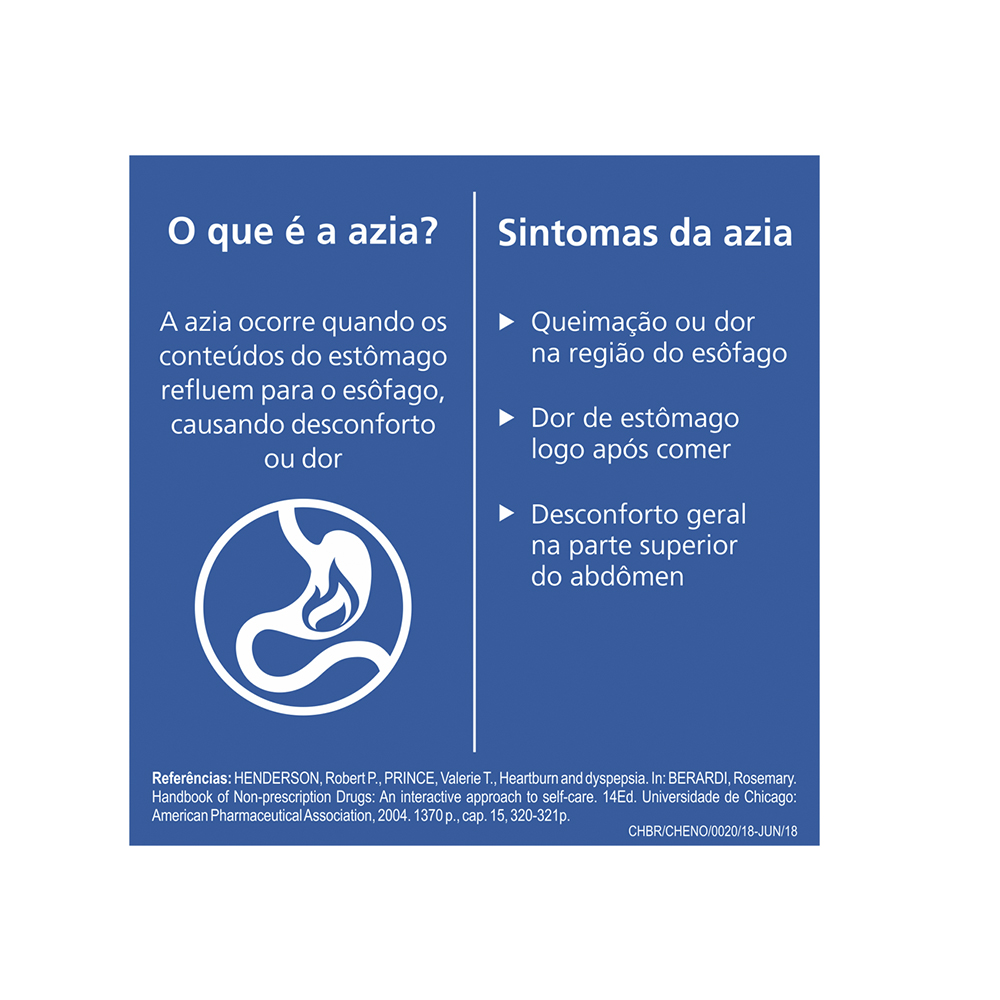 O que é a azia?
A azia ocorre quando os
conteúdos do estômago
refluem para o esôfago,
causando desconforto
ou dor
Sintomas da azia
Queimação ou dor
na região do esôfago
Dor de estômago
logo após comer
Desconforto geral
na parte superior
do abdômen
Referências: HENDERSON, Robert P., PRINCE, Valerie T., Heartburn and dyspepsia. In: BERARDI, Rosemary.
Handbook of Non-prescription Drugs: An interactive approach to self-care. 14Ed. Universidade de Chicago:
American Pharmaceutical Association, 2004. 1370 p., cap. 15, 320-321p.
CHBR/CHENO/0020/18-JUN/18